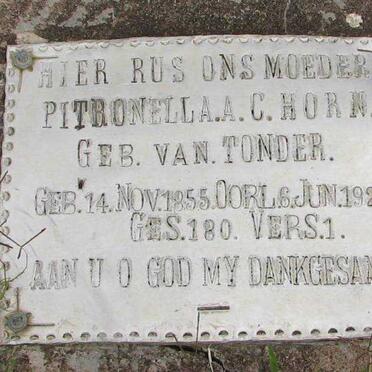 HIER RUS ONS MOEDER
PITRONELLA.A.C.HORN.
GEB. VAN. TONDER.
GEB. 14. NOV. 1855. OORL. 6. JUN. 192
GES. 180. VERS. 1.
AAN U O GOD MY DANKGESAN